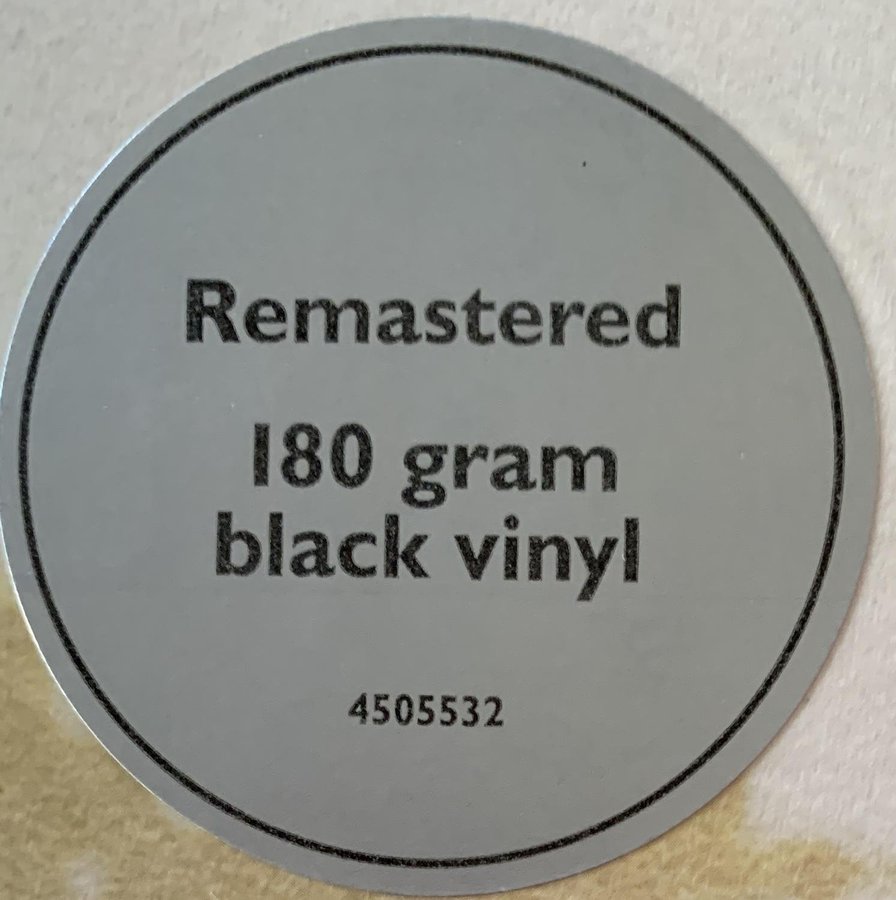 Remastered
180 gram
black vinyl
4505532